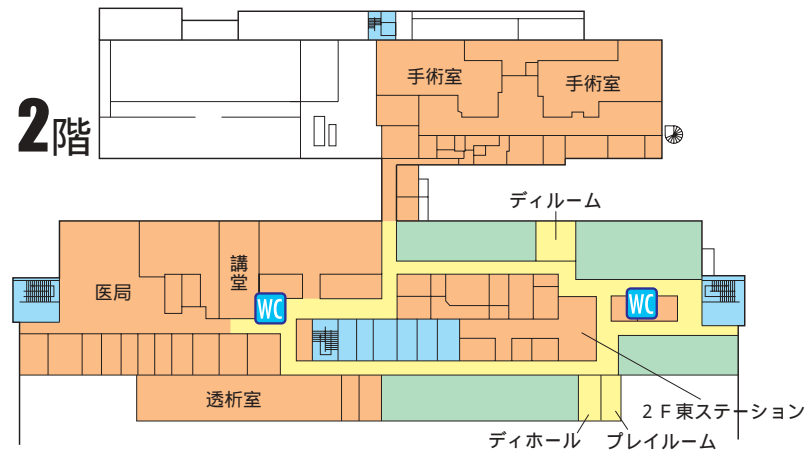 手術室
手術室
2階
ディルーム
講堂
医局
WC
WC
透析室
２Ｆ東ステーション
ディホール
プレイルーム